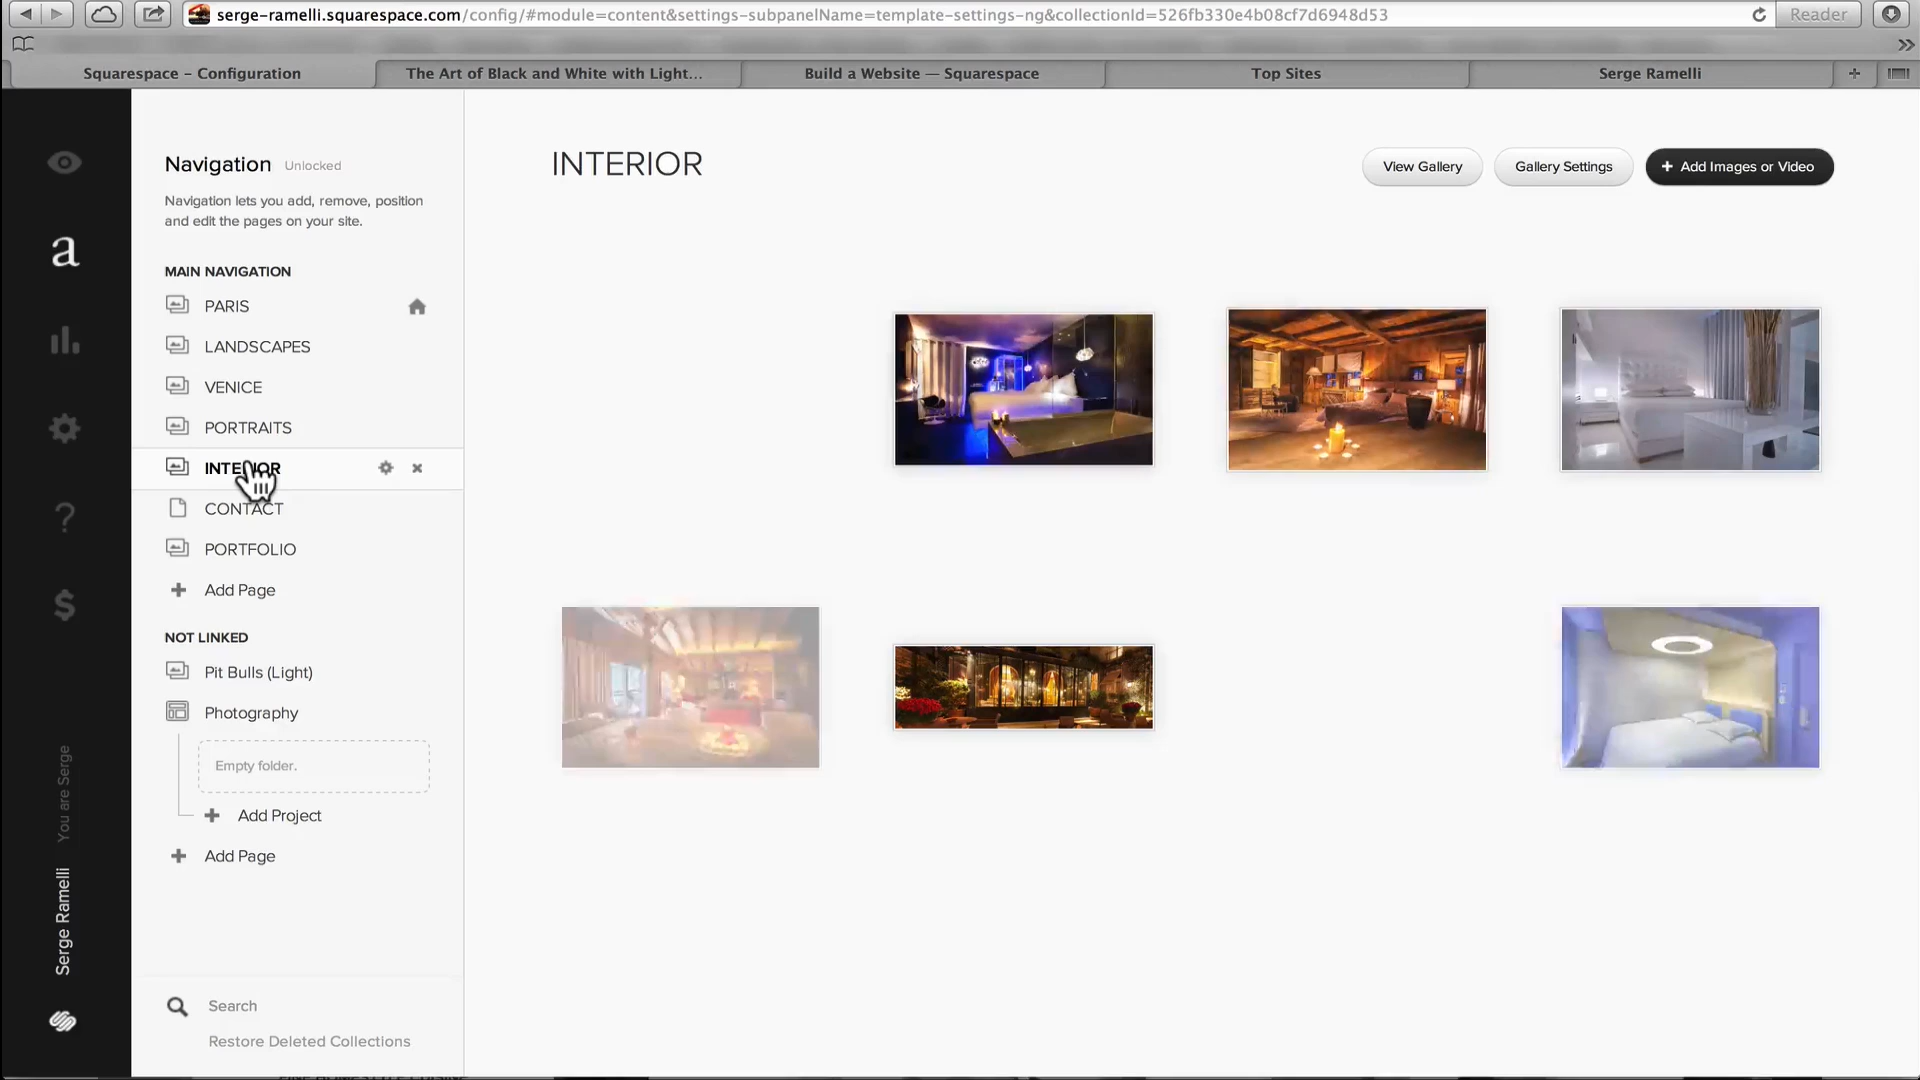 serge-ramelli.squarespace.com/config/#module=content&settings-subpanelName=template-settings-ng&collectionId=526fb330e4b08cf7d6948d53
Reader
Squarespace – Configuration
The Art of Black and White with Light...
Build a Website — Squarespace
Top Sites
Serge Ramelli
Navigation Unlocked
Navigation lets you add, remove, position
and edit the pages on your site.
MAIN NAVIGATION
PARIS
LANDSCAPES
VENICE
PORTRAITS
INTERIOR
CONTACT
PORTFOLIO
Add Page
NOT LINKED
Pit Bulls (Light)
Photography
Empty folder.
Add Project
Add Page
Search
Restore Deleted Collections
a
?
$
You are Serge
Serge Ramelli
INTERIOR
View Gallery
Gallery Settings
+ Add Images or Video